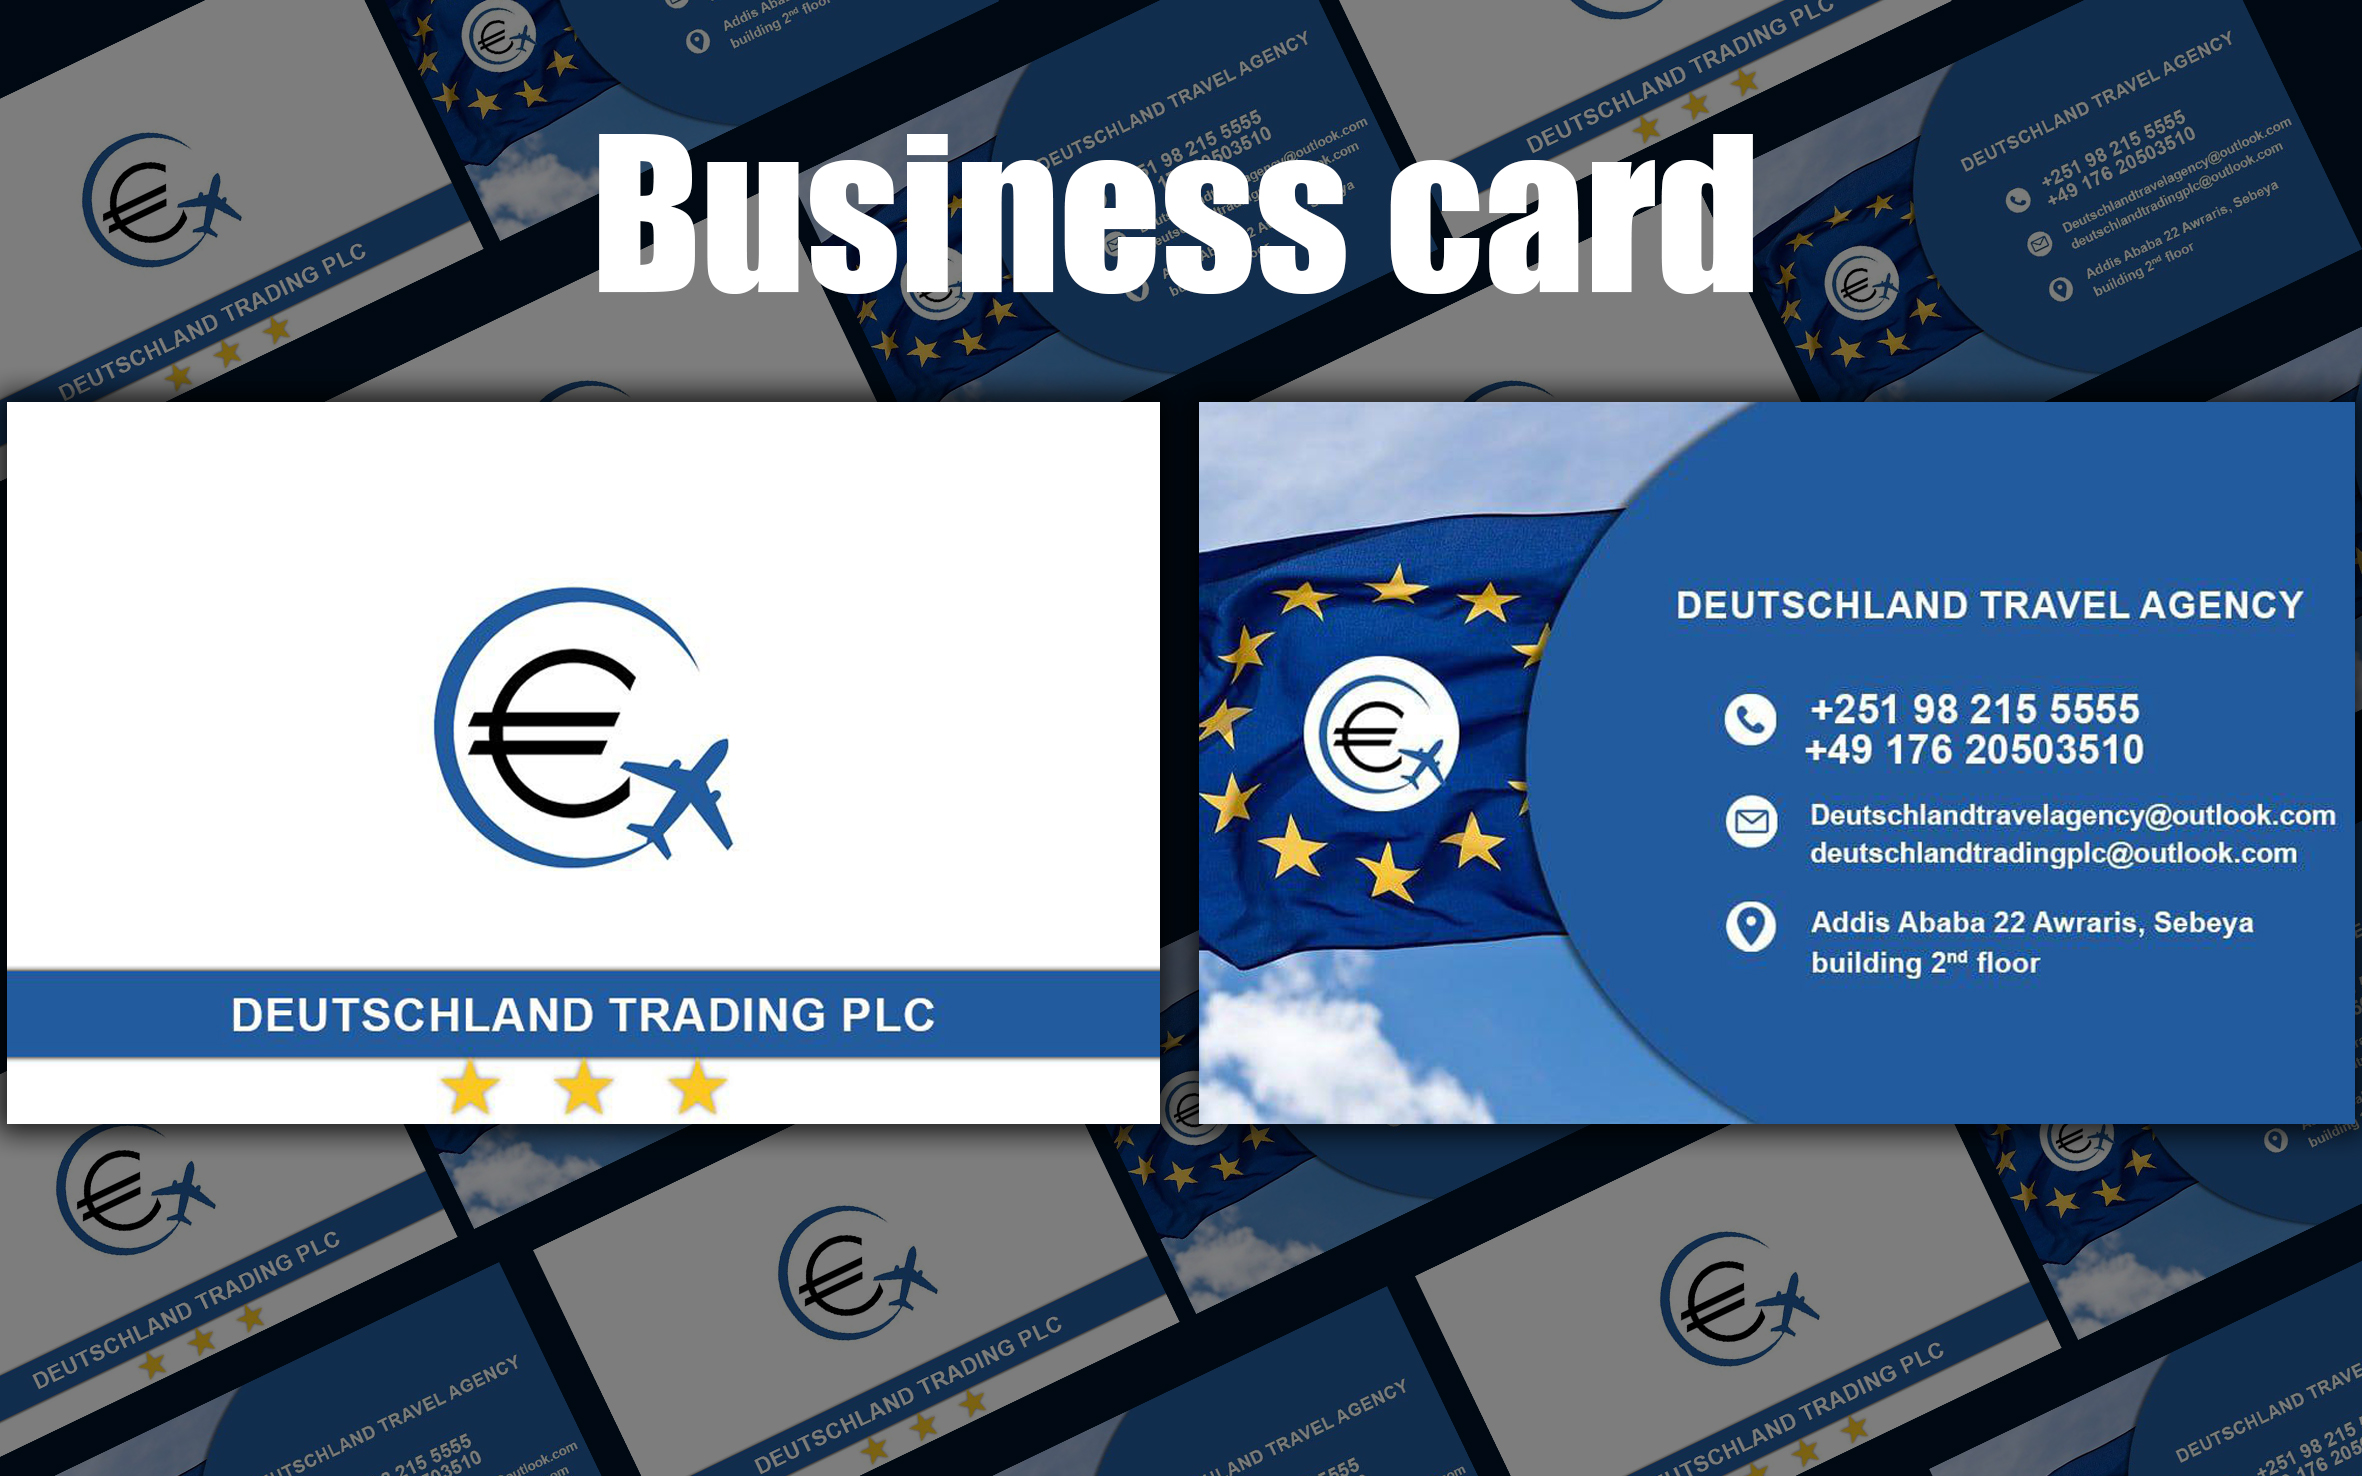 Business card
DEUTSCHLAND TRADING PLC
DEUTSCHLAND TRAVEL AGENCY
+251 98 215 5555
+49 176 20503510
Deutschlandtravelagency@outlook.com
deutschlandtradingplc@outlook.com
Addis Ababa 22 Awraris, Sebeya
building 2nd floor